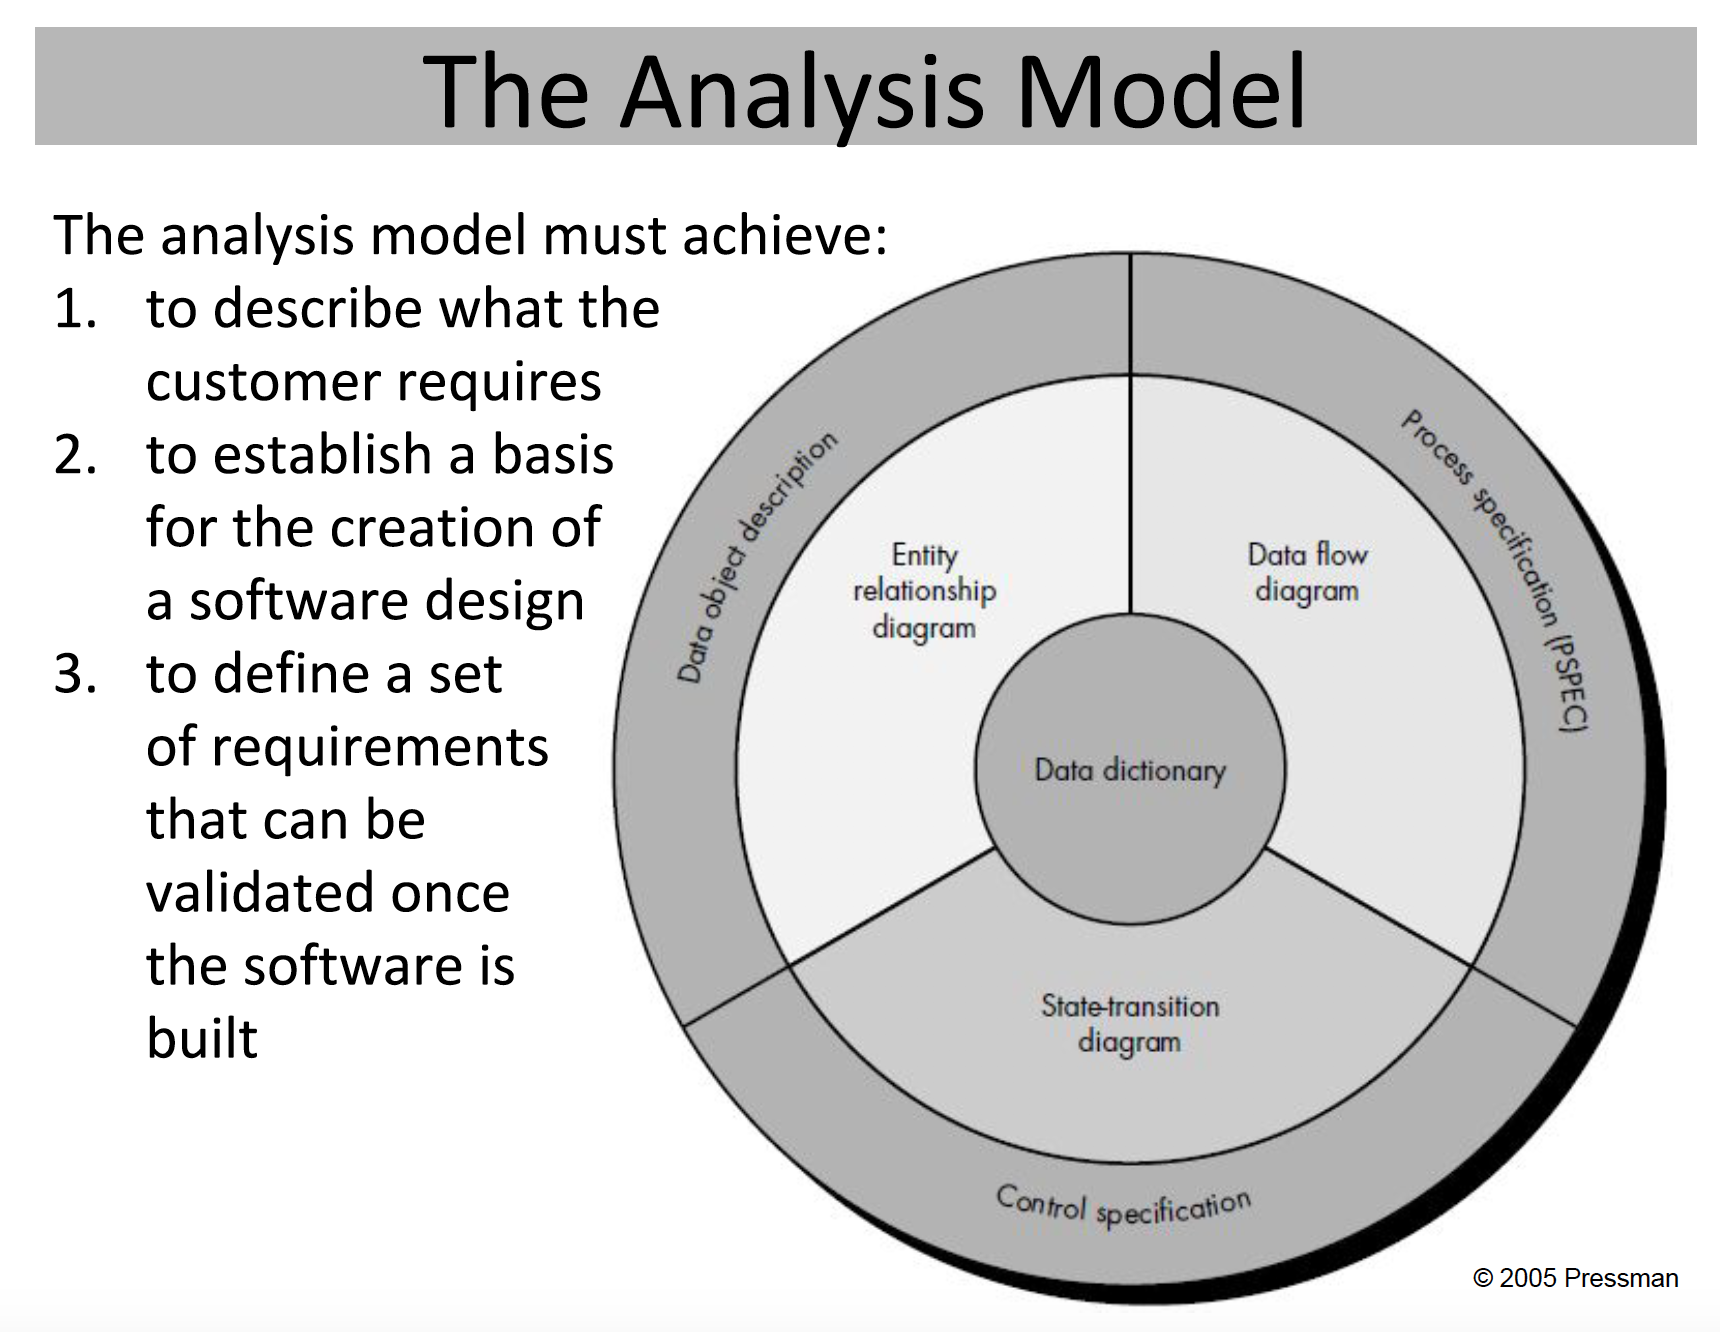 The Analysis Model
The analysis model must achieve:
1. to describe what the
customer requires
2. to establish a basis
for the creation of
a software design
3. to define a set
of requirements
that can be
validated once
the software is
built
Data object description
Entity
relationship
diagram
Data flow
diagram
Process specification (PSPEC)
Data dictionary
State-transition
diagram
Control specification
© 2005 Pressman